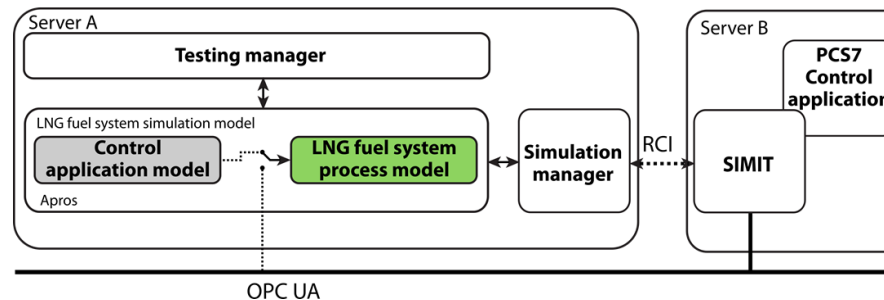 Server A
Testing manager
LNG fuel system simulation model
Control
application model
LNG fuel system
process model
Apros
Simulation
manager
RCI
Server B
PCS7
Control
application
SIMIT
OPC UA